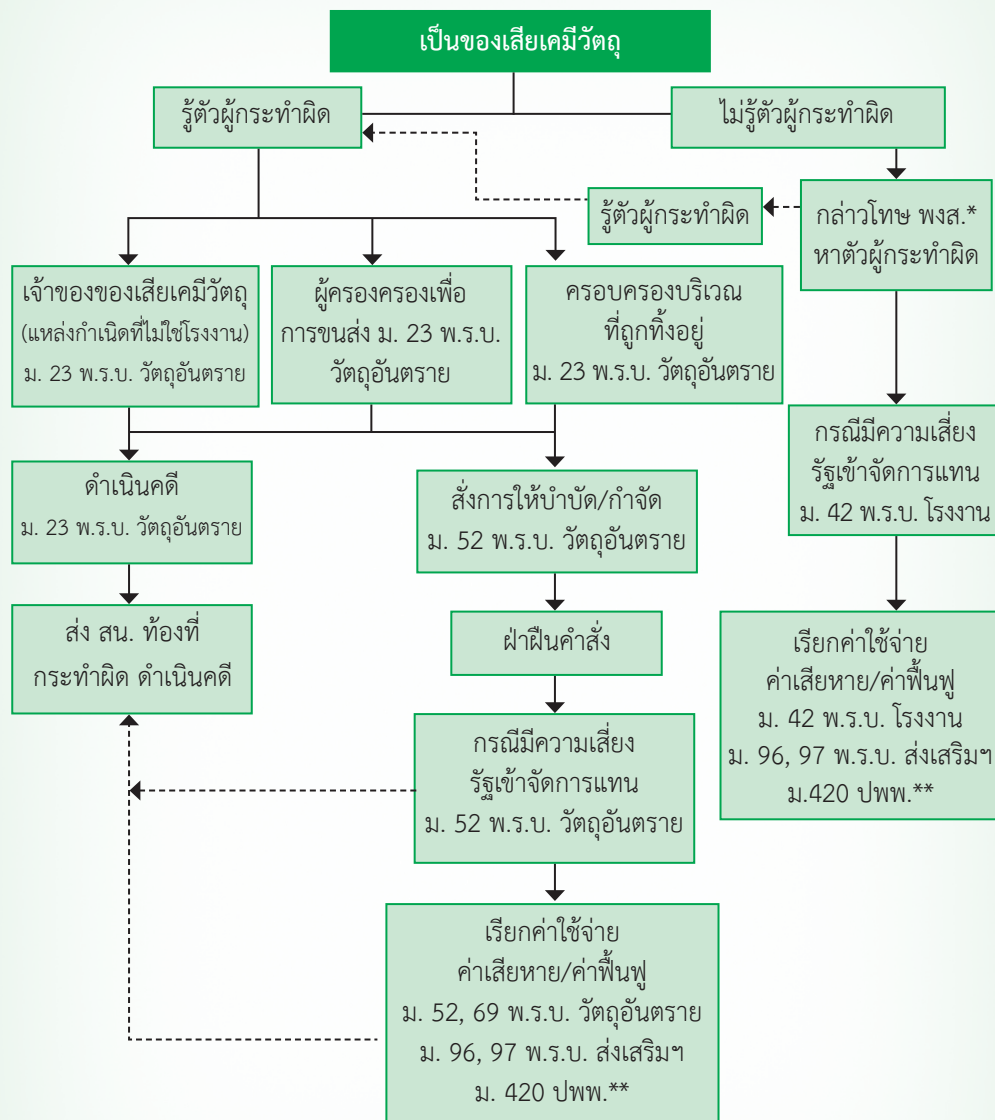 เป็นของเสียเคมีวัตถุ
รู้ตัวผู้กระทำผิด
ไม่รู้ตัวผู้กระทำผิด
รู้ตัวผู้กระทำผิด
กล่าวโทษ พงส.*
หาตัวผู้กระทำผิด
เจ้าของของเสียเคมีวัตถุ
(แหล่งกำเนิดที่ไม่ใช่โรงงาน)
ม. 23 พ.ร.บ. วัตถุอันตราย
ผู้ครองครองเพื่อ
การขนส่ง ม. 23 พ.ร.บ.
วัตถุอันตราย
ครอบครองบริเวณ
ที่ถูกทิ้งอยู่
ม. 23 พ.ร.บ. วัตถุอันตราย
กรณีมีความเสี่ยง
รัฐเข้าจัดการแทน
ม. 42 พ.ร.บ. โรงงาน
ดำเนินคดี
ม. 23 พ.ร.บ. วัตถุอันตราย
สั่งการให้บำบัด/กำจัด
ม. 52 พ.ร.บ. วัตถุอันตราย
ส่ง สน. ท้องที่
กระทำผิด ดำเนินคดี
ฝ่าฝืนคำสั่ง
เรียกค่าใช้จ่าย
ค่าเสียหาย/ค่าฟื้นฟู
ม. 42 พ.ร.บ. โรงงาน
ม. 96, 97 พ.ร.บ. ส่งเสริมฯ
ม.420 ปพพ.**
กรณีมีความเสี่ยง
รัฐเข้าจัดการแทน
ม. 52 พ.ร.บ. วัตถุอันตราย
เรียกค่าใช้จ่าย
ค่าเสียหาย/ค่าฟื้นฟู
ม. 52, 69 พ.ร.บ. วัตถุอันตราย
ม. 96, 97 พ.ร.บ. ส่งเสริมฯ
ม. 420 ปพพ.**